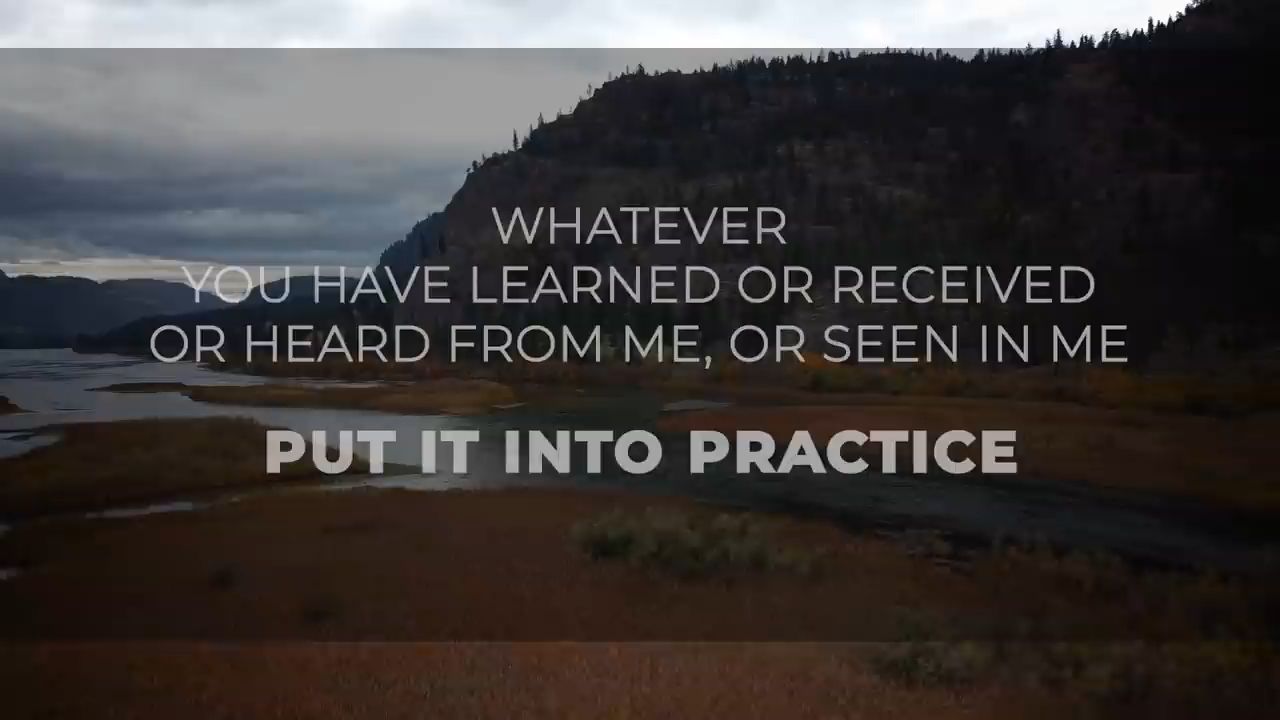 WHATEVER
YOU HAVE LEARNED OR RECEIVED
OR HEARD FROM ME, OR SEEN IN ME
PUT IT INTO PRACTICE